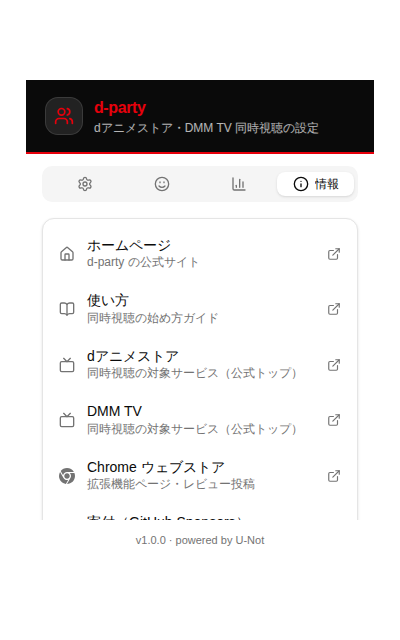 d-party
dアニメストア・DMM TV 同時視聴の設定
情報
ホームページ
d-party の公式サイト
使い方
同時視聴の始め方ガイド
dアニメストア
同時視聴の対象サービス（公式トップ）
DMM TV
同時視聴の対象サービス（公式トップ）
Chrome ウェブストア
拡張機能ページ・レビュー投稿
寄付（GitHub Sponsors）
v1.0.0 · powered by U-Not